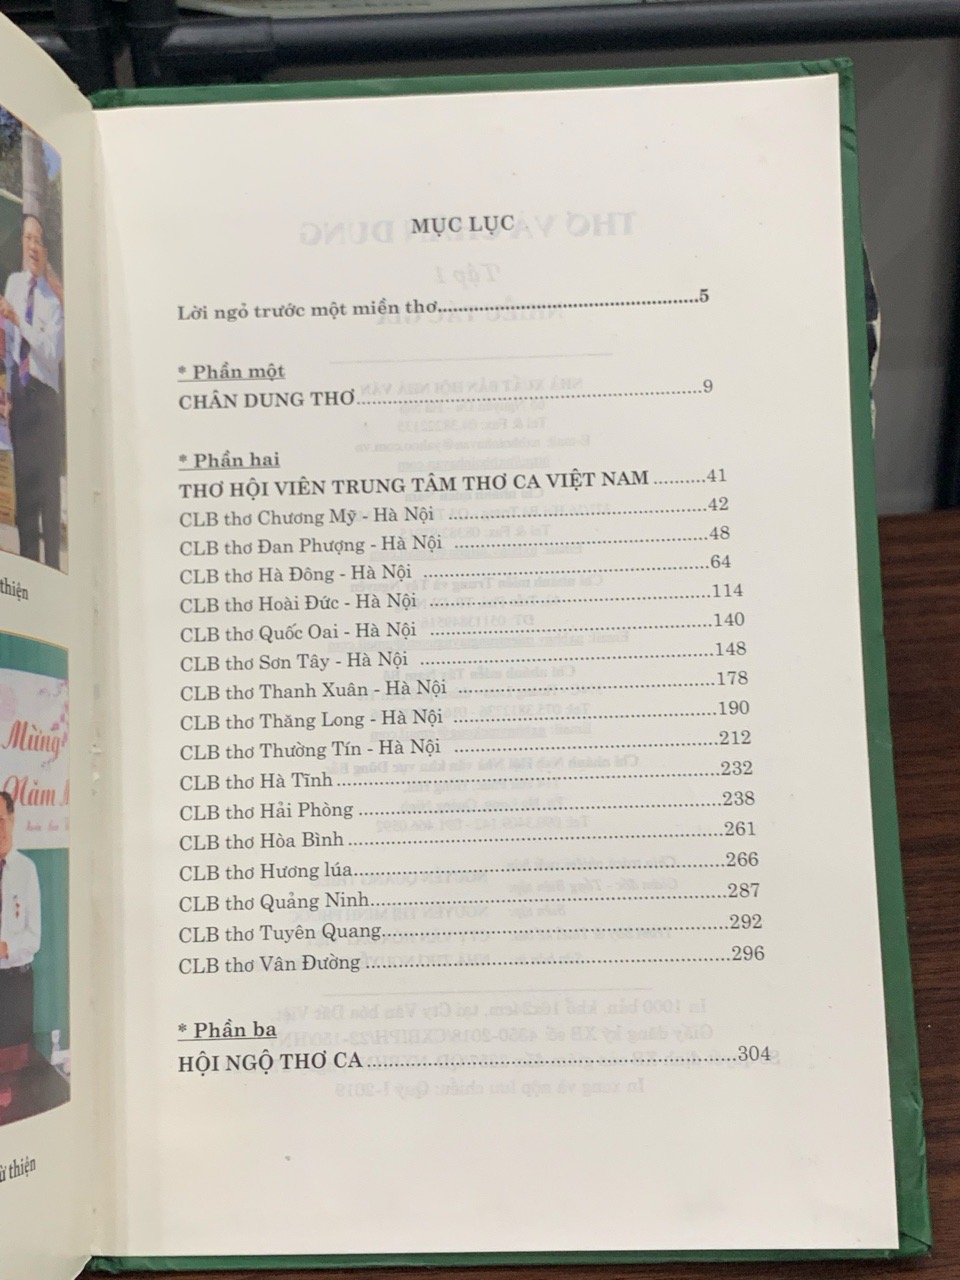 MỤC LỤC
Lời ngỏ trước một miền thơ..........5
* Phần một
CHÂN DUNG THƠ..........9
* Phần hai
THƠ HỘI VIÊN TRUNG TÂM THƠ CA VIỆT NAM ..........41
CLB thơ Chương Mỹ - Hà Nội ..........42
CLB thơ Đan Phượng - Hà Nội ..........48
CLB thơ Hà Đông - Hà Nội ..........64
CLB thơ Hoài Đức - Hà Nội ..........114
CLB thơ Quốc Oai - Hà Nội ..........140
CLB thơ Sơn Tây - Hà Nội ..........148
CLB thơ Thanh Xuân - Hà Nội ..........178
CLB thơ Thăng Long - Hà Nội ..........190
CLB thơ Thường Tín - Hà Nội ..........212
CLB thơ Hà Tĩnh ..........232
CLB thơ Hải Phòng ..........238
CLB thơ Hòa Bình ..........261
CLB thơ Hương lúa..........266
CLB thơ Quảng Ninh..........287
CLB thơ Tuyên Quang..........292
CLB thơ Vân Đường ..........296
* Phần ba
HỘI NGỘ THƠ CA ..........304
thiện
Mừng
Năm
thiện